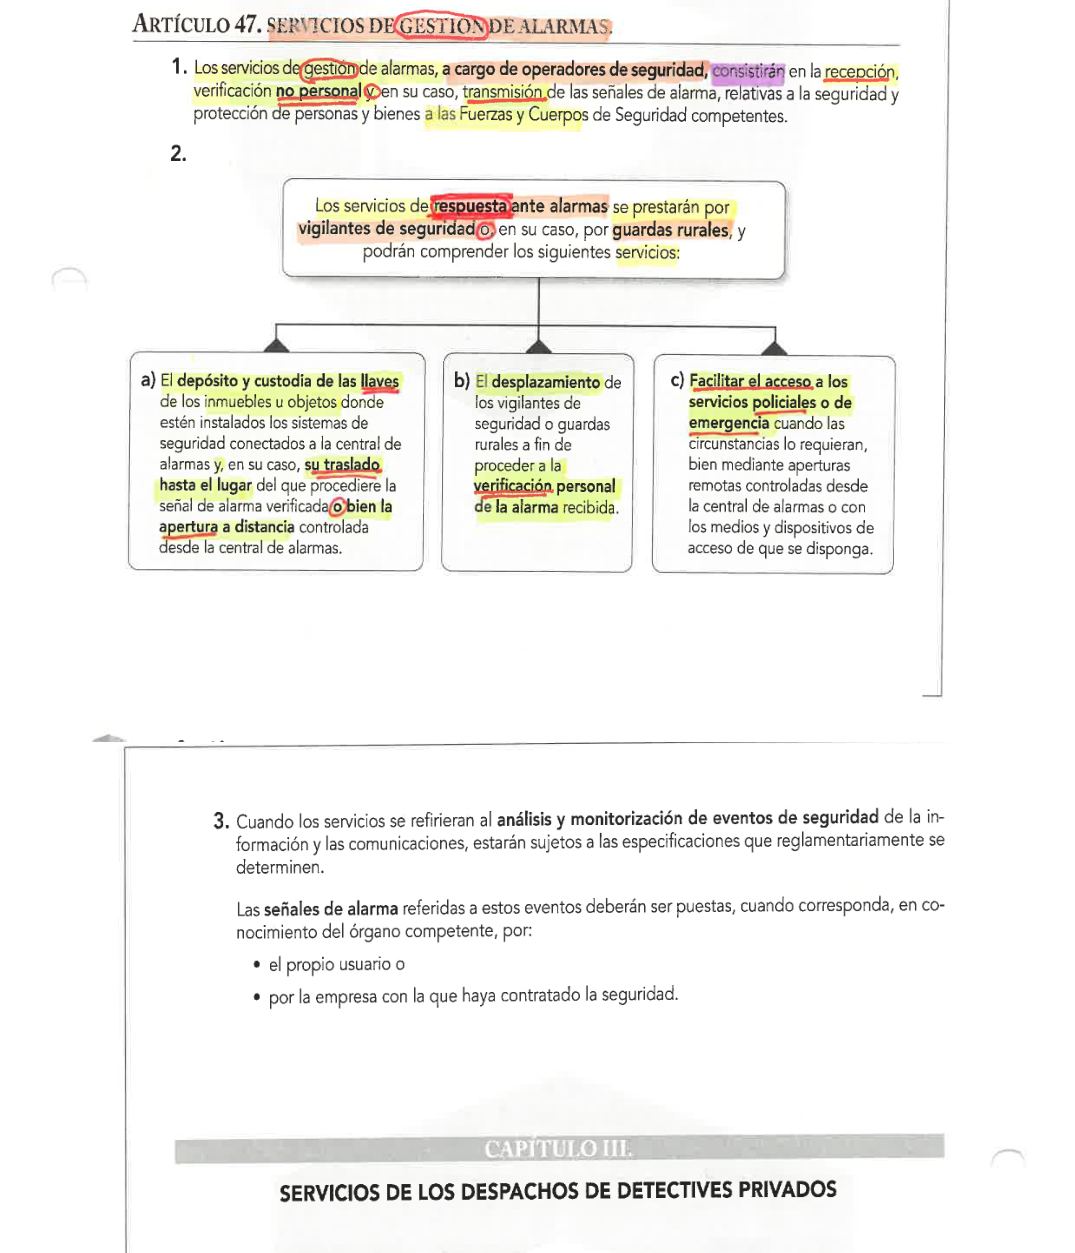 ARTÍCULO 47. SERVICIOS DE GESTIÓN DE ALARMAS.
1. Los servicios de gestión de alarmas, a cargo de operadores de seguridad, consistirán en la recepción,
verificación no personal y, en su caso, transmisión de las señales de alarma, relativas a la seguridad y
protección de personas y bienes a las Fuerzas y Cuerpos de Seguridad competentes.
2.
Los servicios de respuesta ante alarmas se prestarán por
vigilantes de seguridad o, en su caso, por guardas rurales, y
podrán comprender los siguientes servicios:
a) El depósito y custodia de las llaves
de los inmuebles u objetos donde
estén instalados los sistemas de
seguridad conectados a la central de
alarmas y, en su caso, su traslado
hasta el lugar del que procediere la
señal de alarma verificada o bien la
apertura a distancia controlada
desde la central de alarmas.
b) El desplazamiento de
los vigilantes de
seguridad o guardas
rurales a fin de
proceder a la
verificación personal
de la alarma recibida.
c) Facilitar el acceso a los
servicios policiales o de
emergencia cuando las
circunstancias lo requieran,
bien mediante aperturas
remotas controladas desde
la central de alarmas o con
los medios y dispositivos de
acceso de que se disponga.
3. Cuando los servicios se refirieran al análisis y monitorización de eventos de seguridad de la in-
formación y las comunicaciones, estarán sujetos a las especificaciones que reglamentariamente se
determinen.
Las señales de alarma referidas a estos eventos deberán ser puestas, cuando corresponda, en co-
nocimiento del órgano competente, por:
• el propio usuario o
• por la empresa con la que haya contratado la seguridad.
CAPÍTULO III.
SERVICIOS DE LOS DESPACHOS DE DETECTIVES PRIVADOS